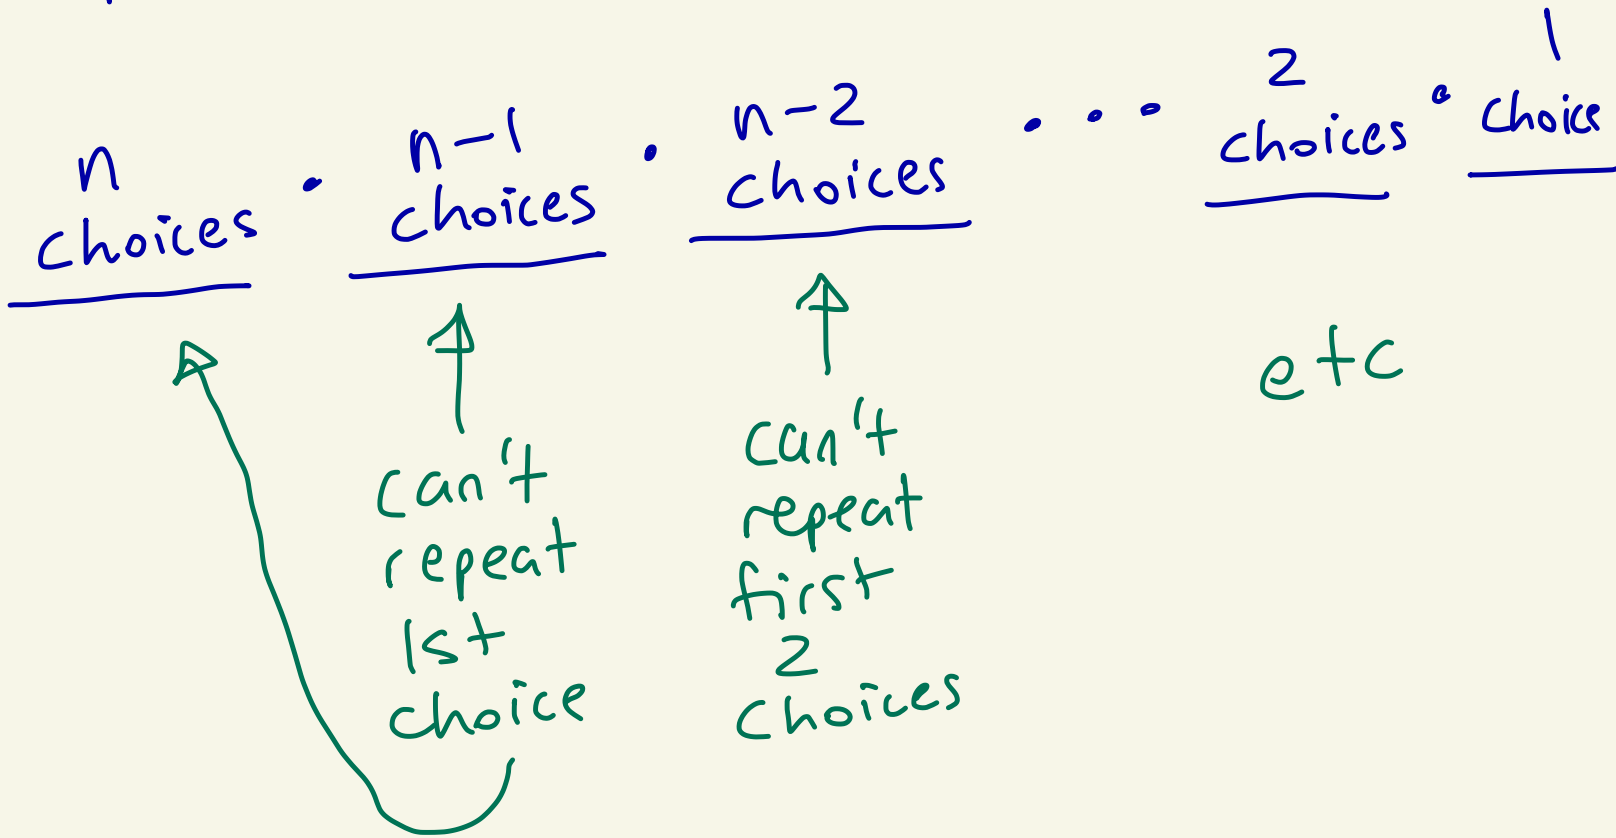 n choices · n-1 choices · n-2 choices · · · 2 choices · 1 choice
can't
repeat
1st
choice
can't
repeat
first
2
choices
etc